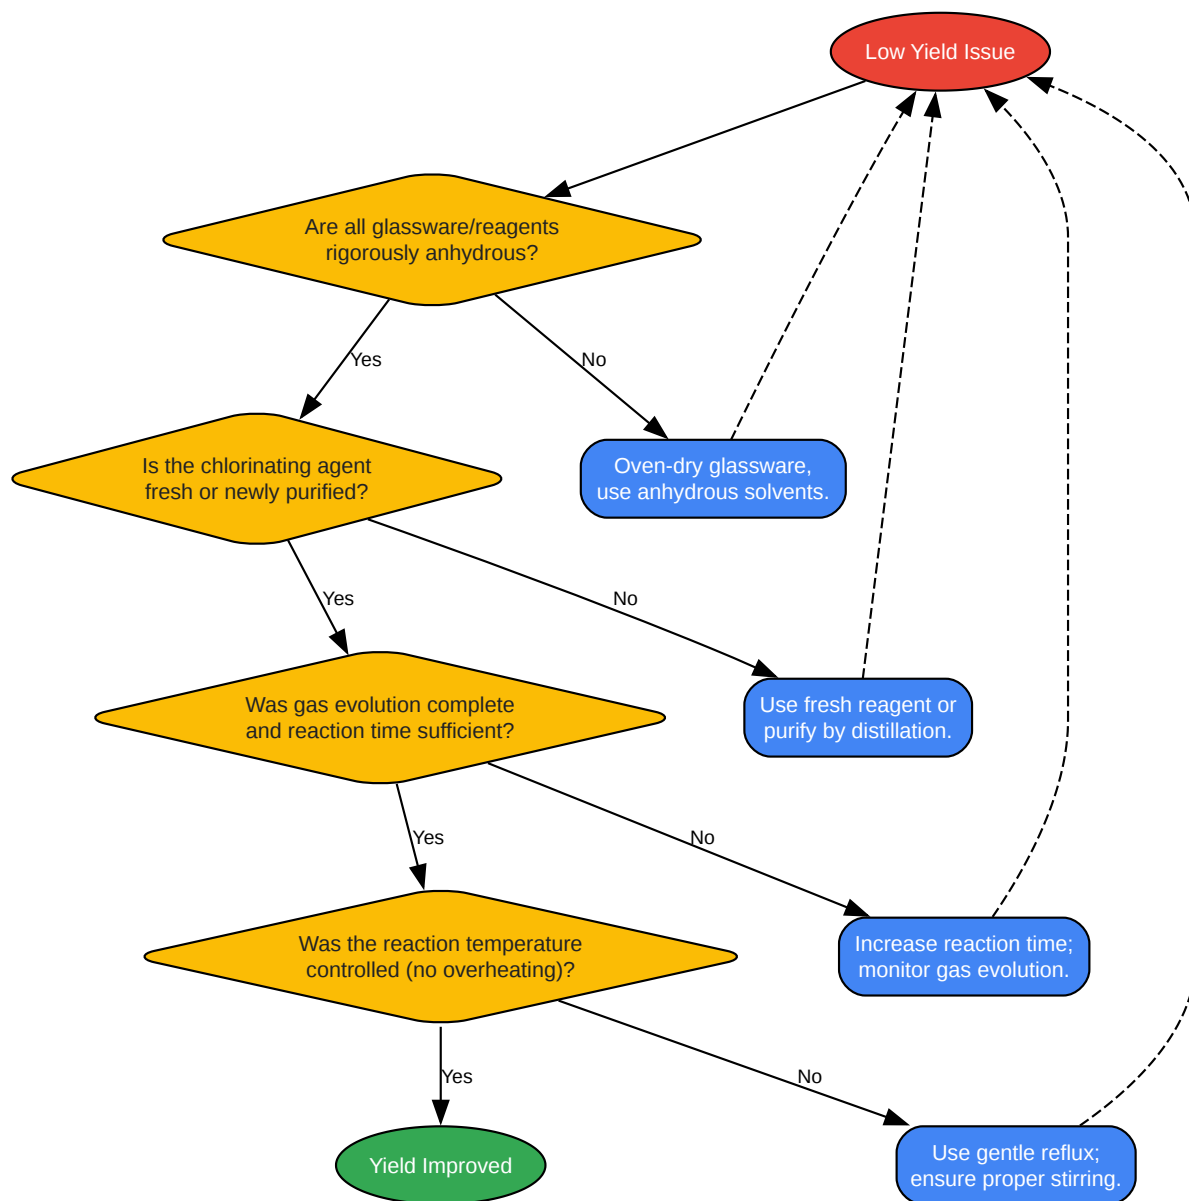 Low Yield Issue
Are all glassware/reagents
rigorously anhydrous?
Yes
No
Is the chlorinating agent
fresh or newly purified?
Oven-dry glassware,
use anhydrous solvents.
Yes
No
Was gas evolution complete
and reaction time sufficient?
Use fresh reagent or
purify by distillation.
Yes
No
Was the reaction temperature
controlled (no overheating)?
Increase reaction time;
monitor gas evolution.
Yes
No
Yield Improved
Use gentle reflux;
ensure proper stirring.